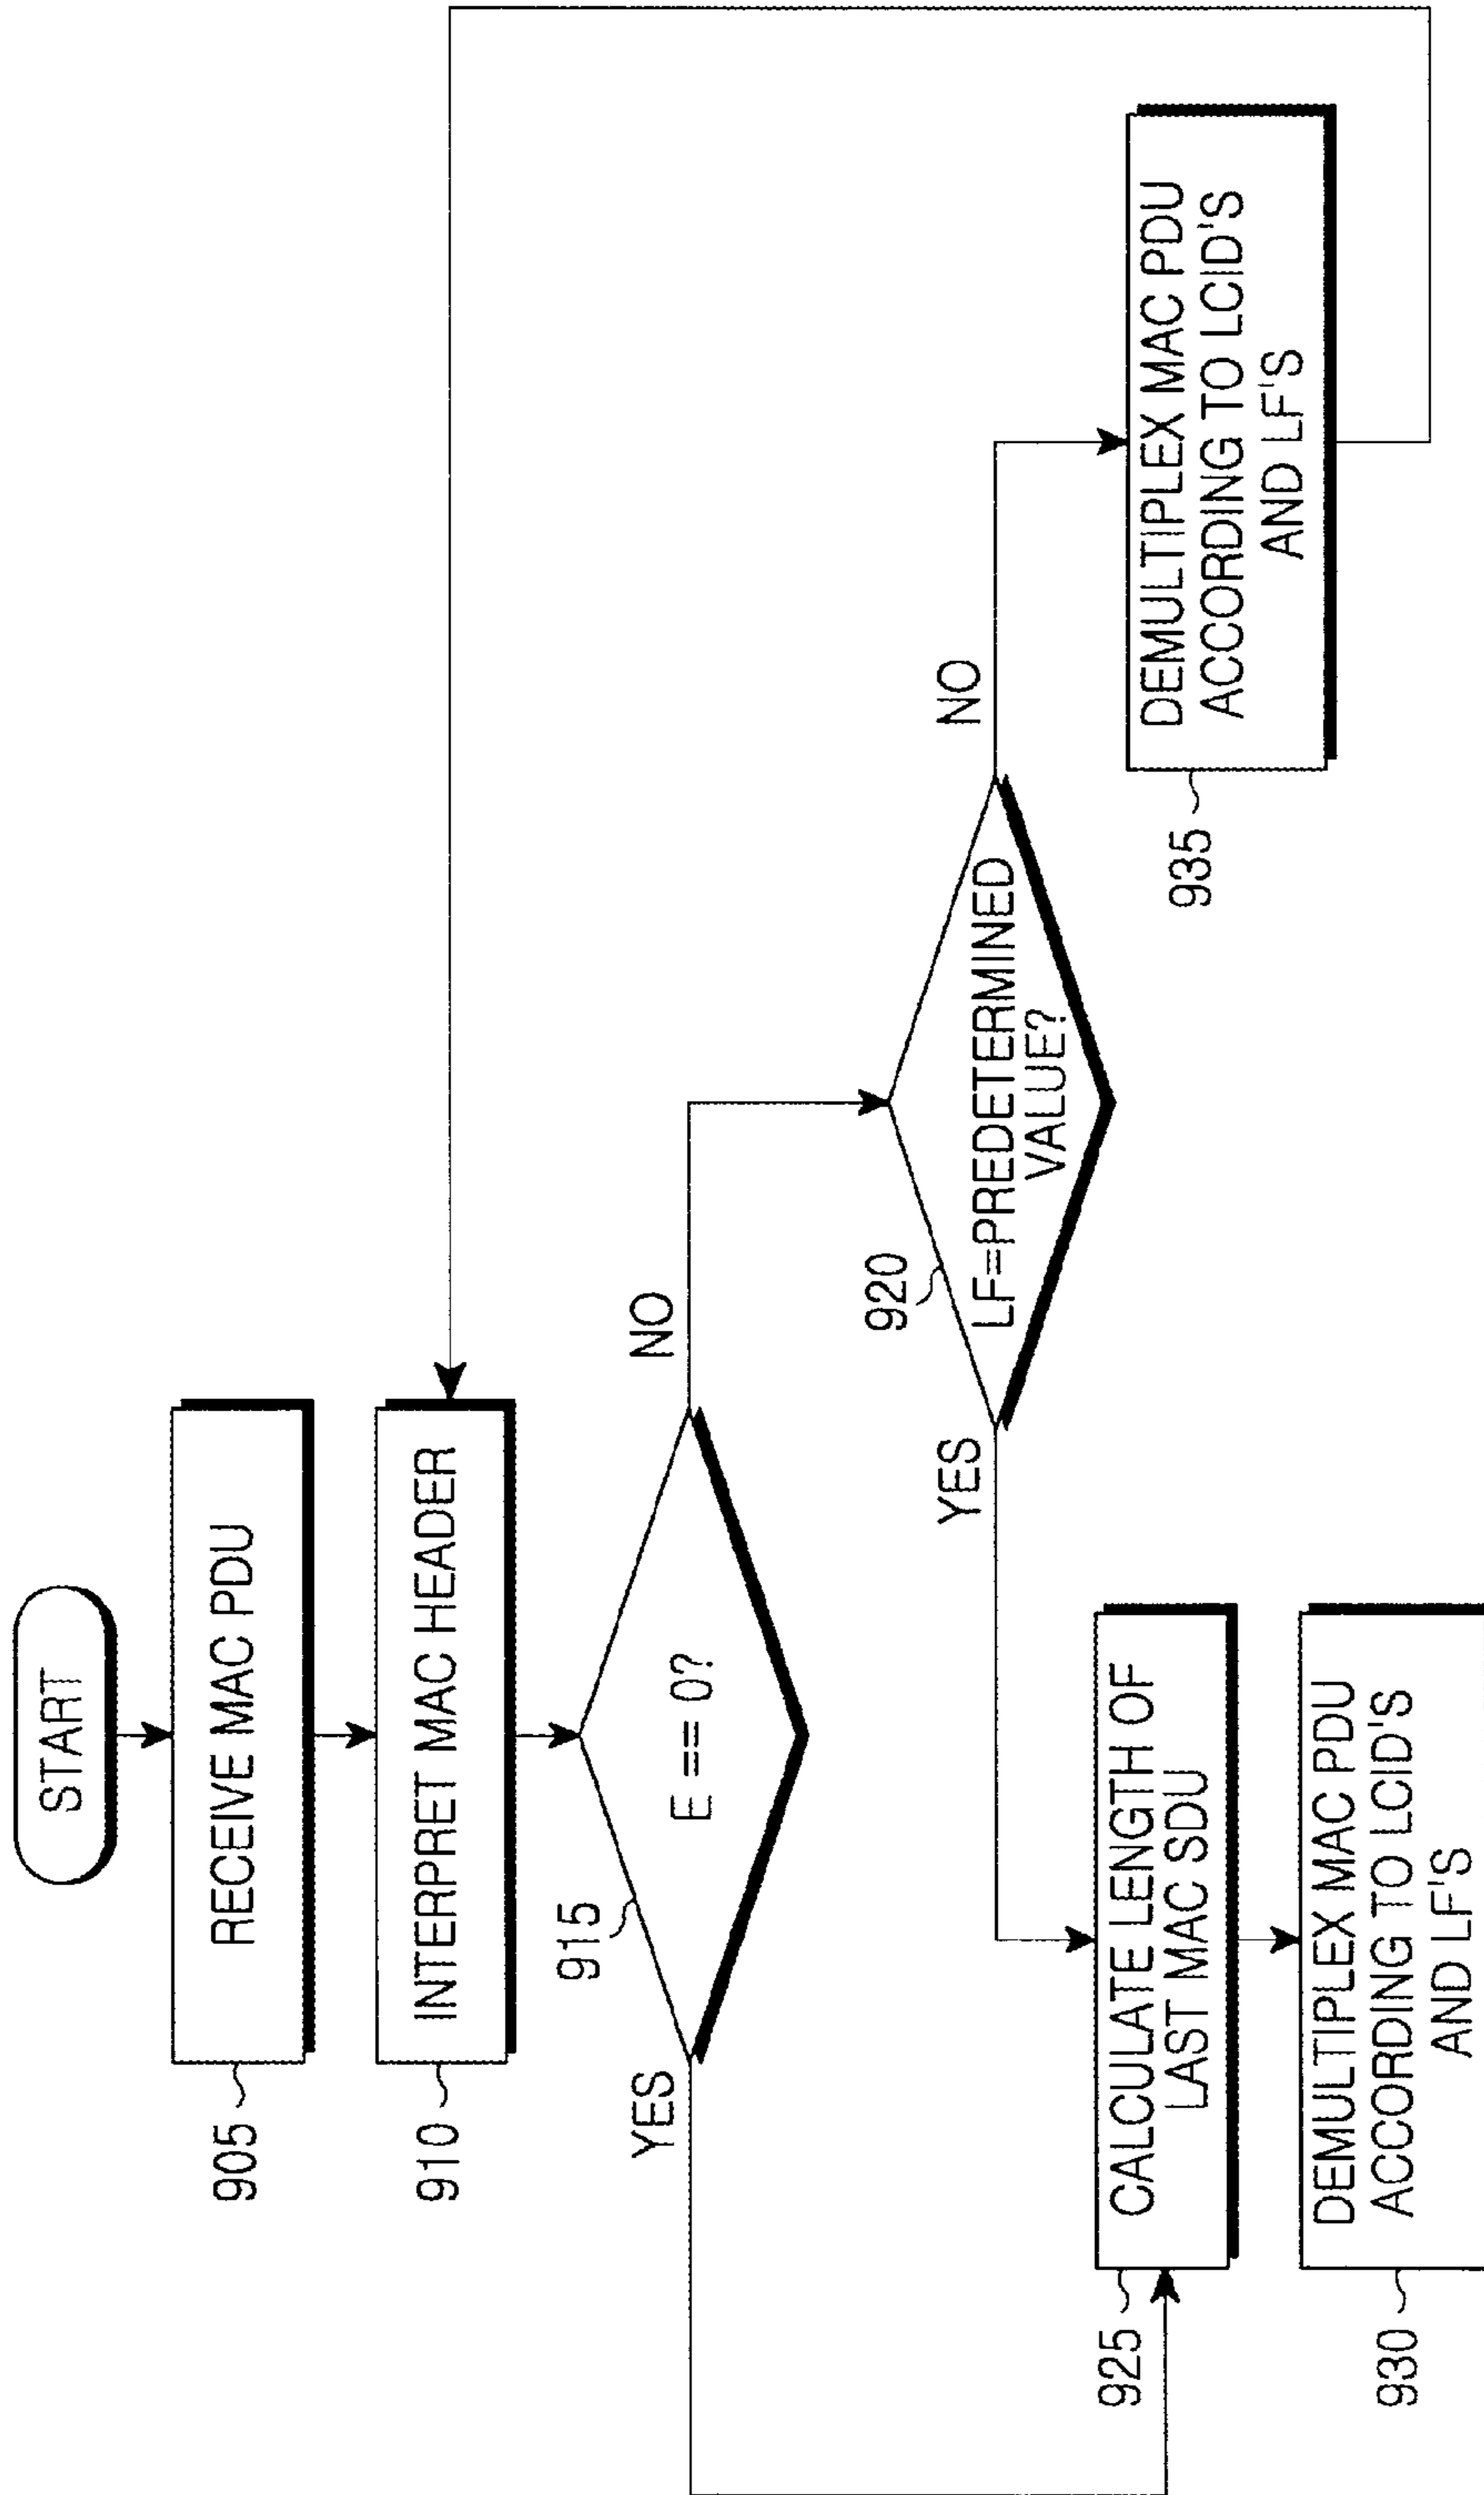 START
905
RECEIVE MAC PDU
910
INTERPRET MAC HEADER
915
E == 0?
YES
NO
920
LF=PREDETERMINED
VALUE?
YES
NO
925
CALCULATE LENGTH OF
LAST MAC SDU
935
DEMULTIPLEX MAC PDU
ACCORDING TO LCID'S
AND LF'S
930
DEMULTIPLEX MAC PDU
ACCORDING TO LCID'S
AND LF'S